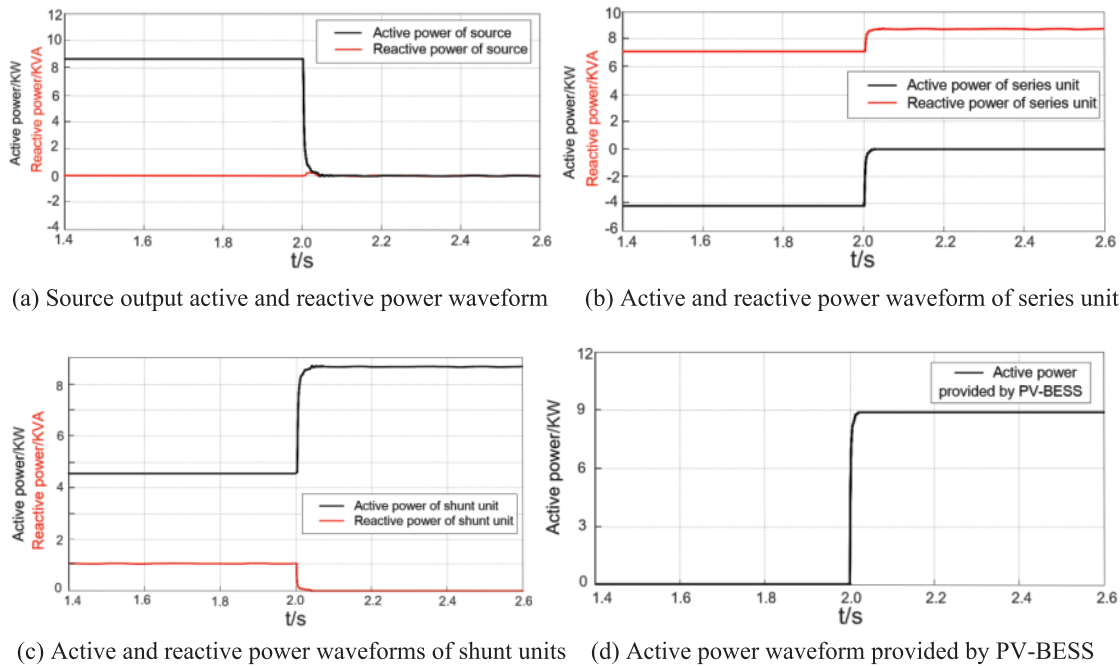 12
10
8
6
4
2
0
-2
-4
Active power/KW
Reactive power/KVA
Active power of source
Reactive power of source
1.4 1.6 1.8 2.0 2.2 2.4 2.6
t/s
(a) Source output active and reactive power waveform
10
8
6
4
2
0
-2
-4
-6
Active power/KW
Reactive power/KVA
Active power of series unit
Reactive power of series unit
1.4 1.6 1.8 2.0 2.2 2.4 2.6
t/s
(b) Active and reactive power waveform of series unit
8
6
4
2
0
Active power/KW
Reactive power/KVA
Active power of shunt unit
Reactive power of shunt unit
1.4 1.6 1.8 2.0 2.2 2.4 2.6
t/s
(c) Active and reactive power waveforms of shunt units
12
9
6
3
0
Active power/KW
Active power
provided by PV-BESS
1.4 1.6 1.8 2.0 2.2 2.4 2.6
t/s
(d) Active power waveform provided by PV-BESS